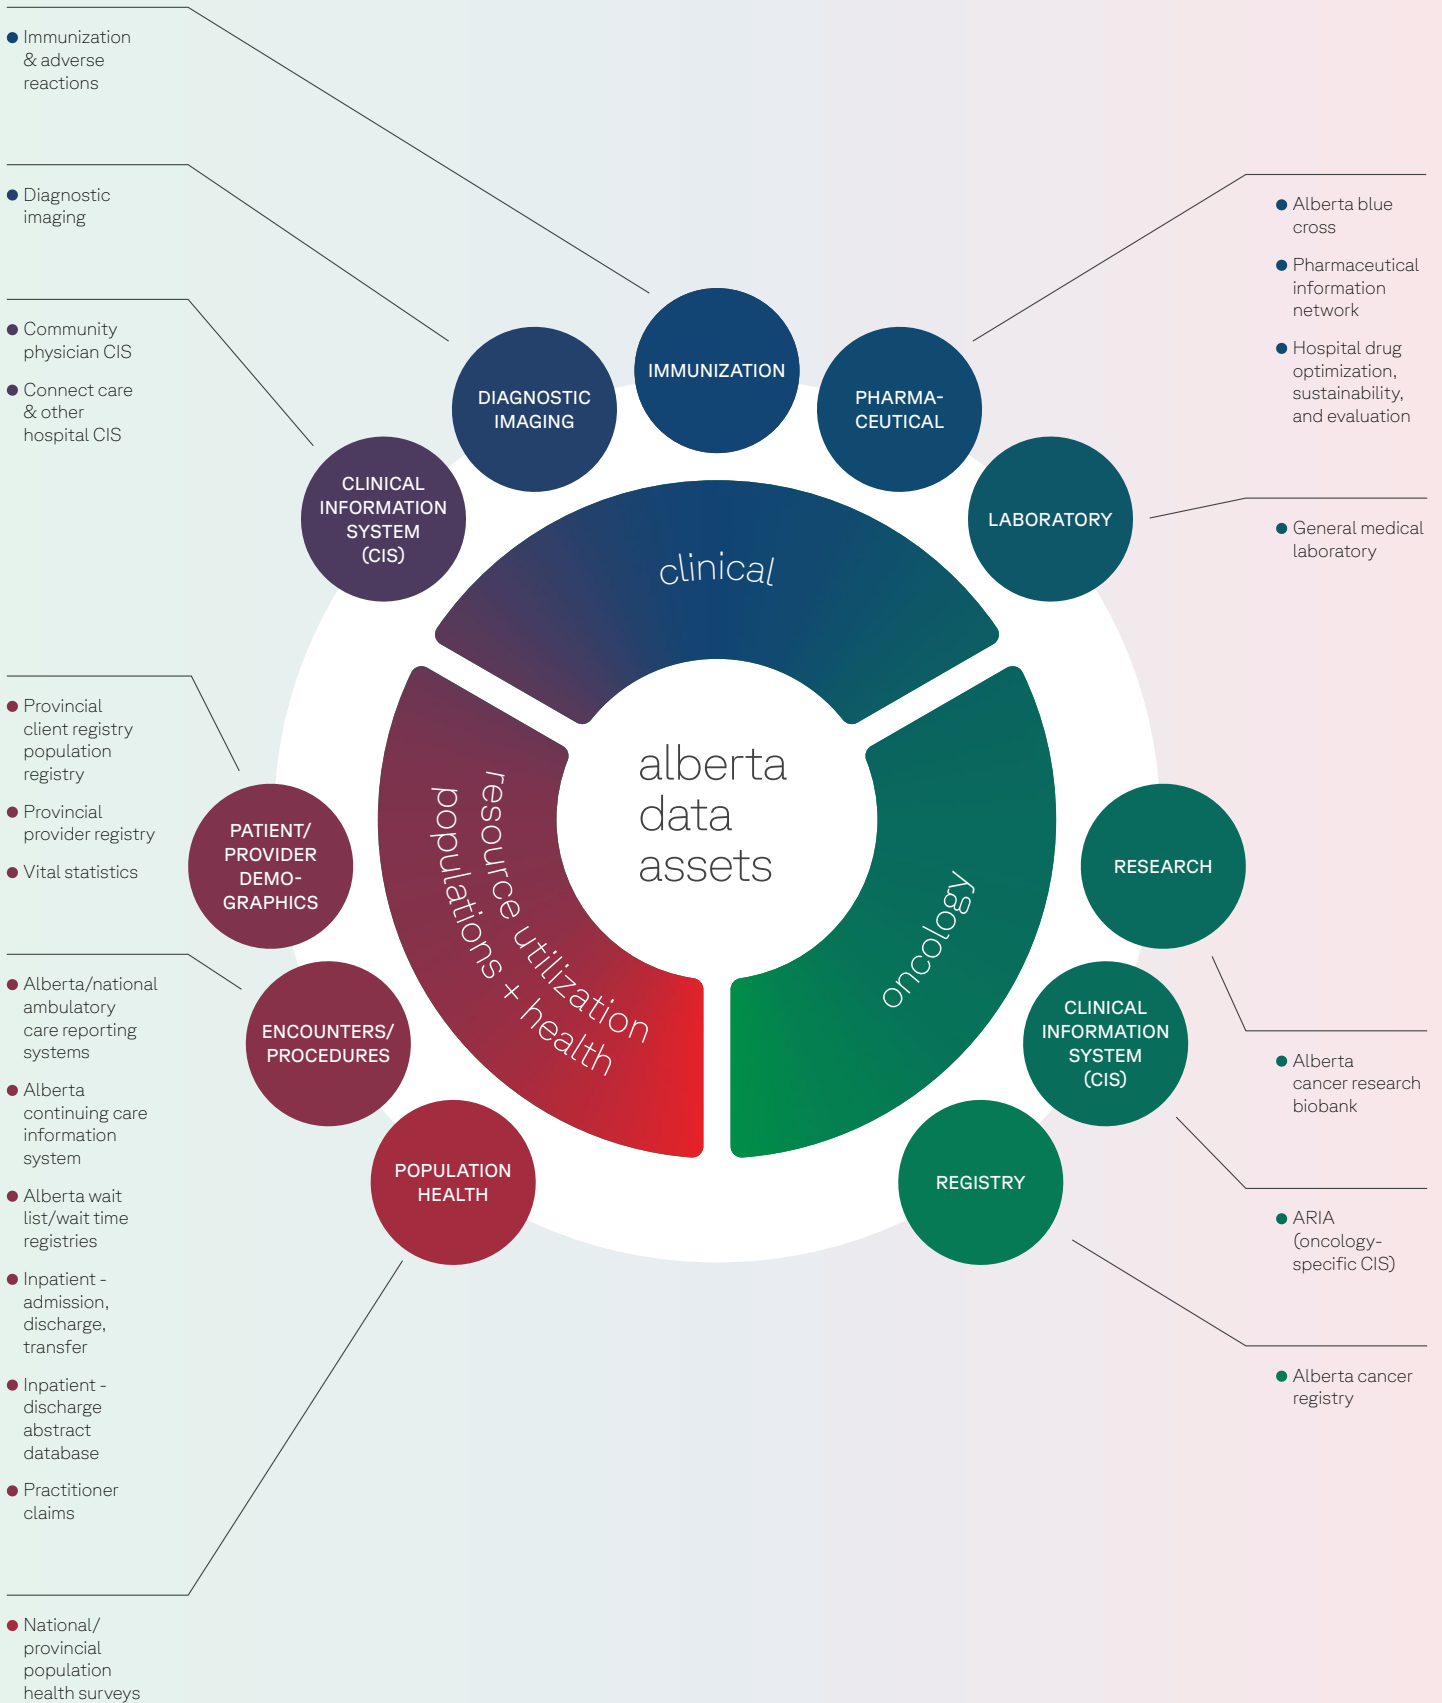 Immunization
& adverse
reactions
Diagnostic
imaging
Community
physician CIS
Connect care
& other
hospital CIS
Provincial
client registry
population
registry
Provincial
provider registry
Vital statistics
Alberta/national
ambulatory
care reporting
systems
Alberta
continuing care
information
system
Alberta wait
list/wait time
registries
Inpatient -
admission,
discharge,
transfer
Inpatient -
discharge
abstract
database
Practitioner
claims
National/
provincial
population
health surveys
IMMUNIZATION
DIAGNOSTIC
IMAGING
PHARMA-
CEUTICAL
CLINICAL
INFORMATION
SYSTEM
(CIS)
LABORATORY
clinical
alberta
data
assets
resource utilization
populations + health
oncology
PATIENT/
PROVIDER
DEMO-
GRAPHICS
ENCOUNTERS/
PROCEDURES
POPULATION
HEALTH
RESEARCH
CLINICAL
INFORMATION
SYSTEM
(CIS)
REGISTRY
Alberta blue
cross
Pharmaceutical
information
network
Hospital drug
optimization,
sustainability,
and evaluation
General medical
laboratory
Alberta
cancer research
biobank
ARIA
(oncology-
specific CIS)
Alberta cancer
registry